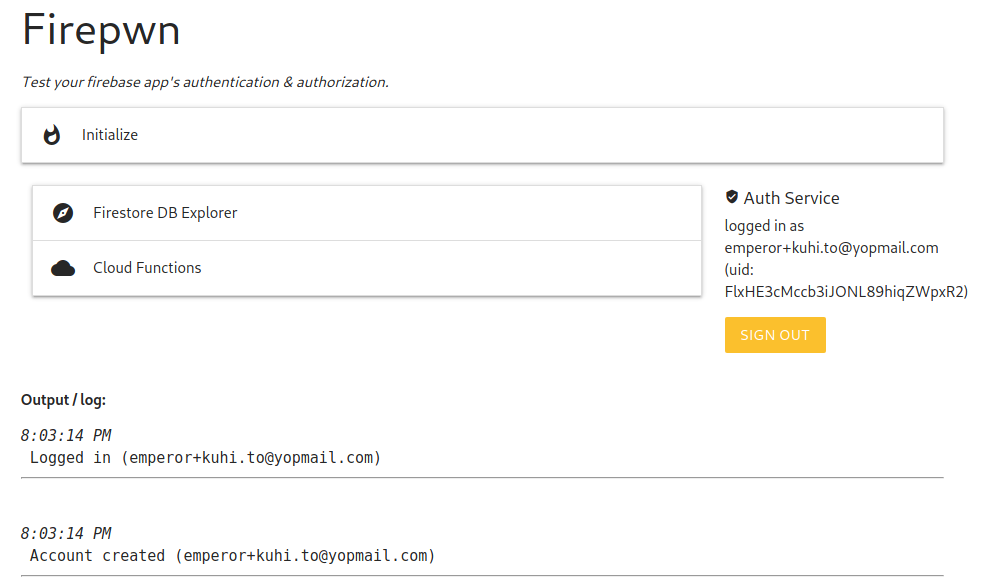 Firepwn
Test your firebase app's authentication & authorization.
Initialize
Firestore DB Explorer
Cloud Functions
Auth Service
logged in as
emperor+kuhi.to@yopmail.com
(uid:
FlxHE3cMccb3iJONL89hiqZWpxR2)
SIGN OUT
Output / log:
8:03:14 PM
Logged in (emperor+kuhi.to@yopmail.com)
8:03:14 PM
Account created (emperor+kuhi.to@yopmail.com)